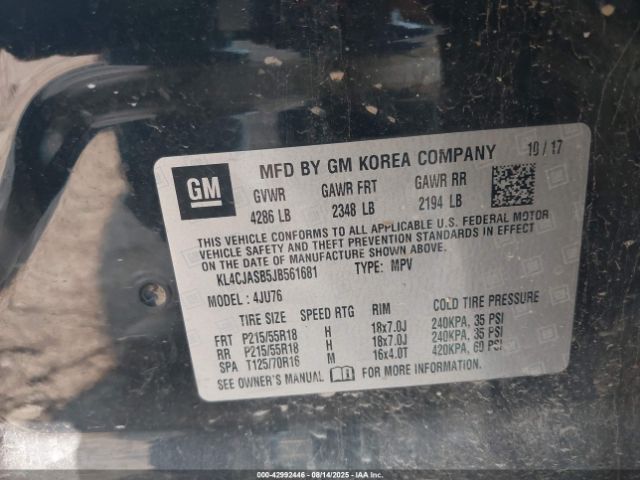 GM
MFD BY GM KOREA COMPANY 10 / 17
GVWR GAWR FRT GAWR RR
4286 LB 2348 LB 2194 LB
THIS VEHICLE CONFORMS TO ALL APPLICABLE U.S. FEDERAL MOTOR
VEHICLE SAFETY AND THEFT PREVENTION STANDARDS IN EFFECT
ON THE DATE OF MANUFACTURE SHOWN ABOVE.
KL4CJASB5JB561681 TYPE: MPV
MODEL : 4JU76
TIRE SIZE SPEED RTG RIM COLD TIRE PRESSURE
FRT P215/55R18 H 18x7.0J 240KPA, 35 PSI
RR P215/55R18 H 18x7.0J 240KPA, 35 PSI
SPA T125/70R16 M 16x4.0T 420KPA, 60 PSI
SEE OWNER'S MANUAL FOR MORE INFORMATION.
000-42992446 - 08/14/2025 - IAA Inc.